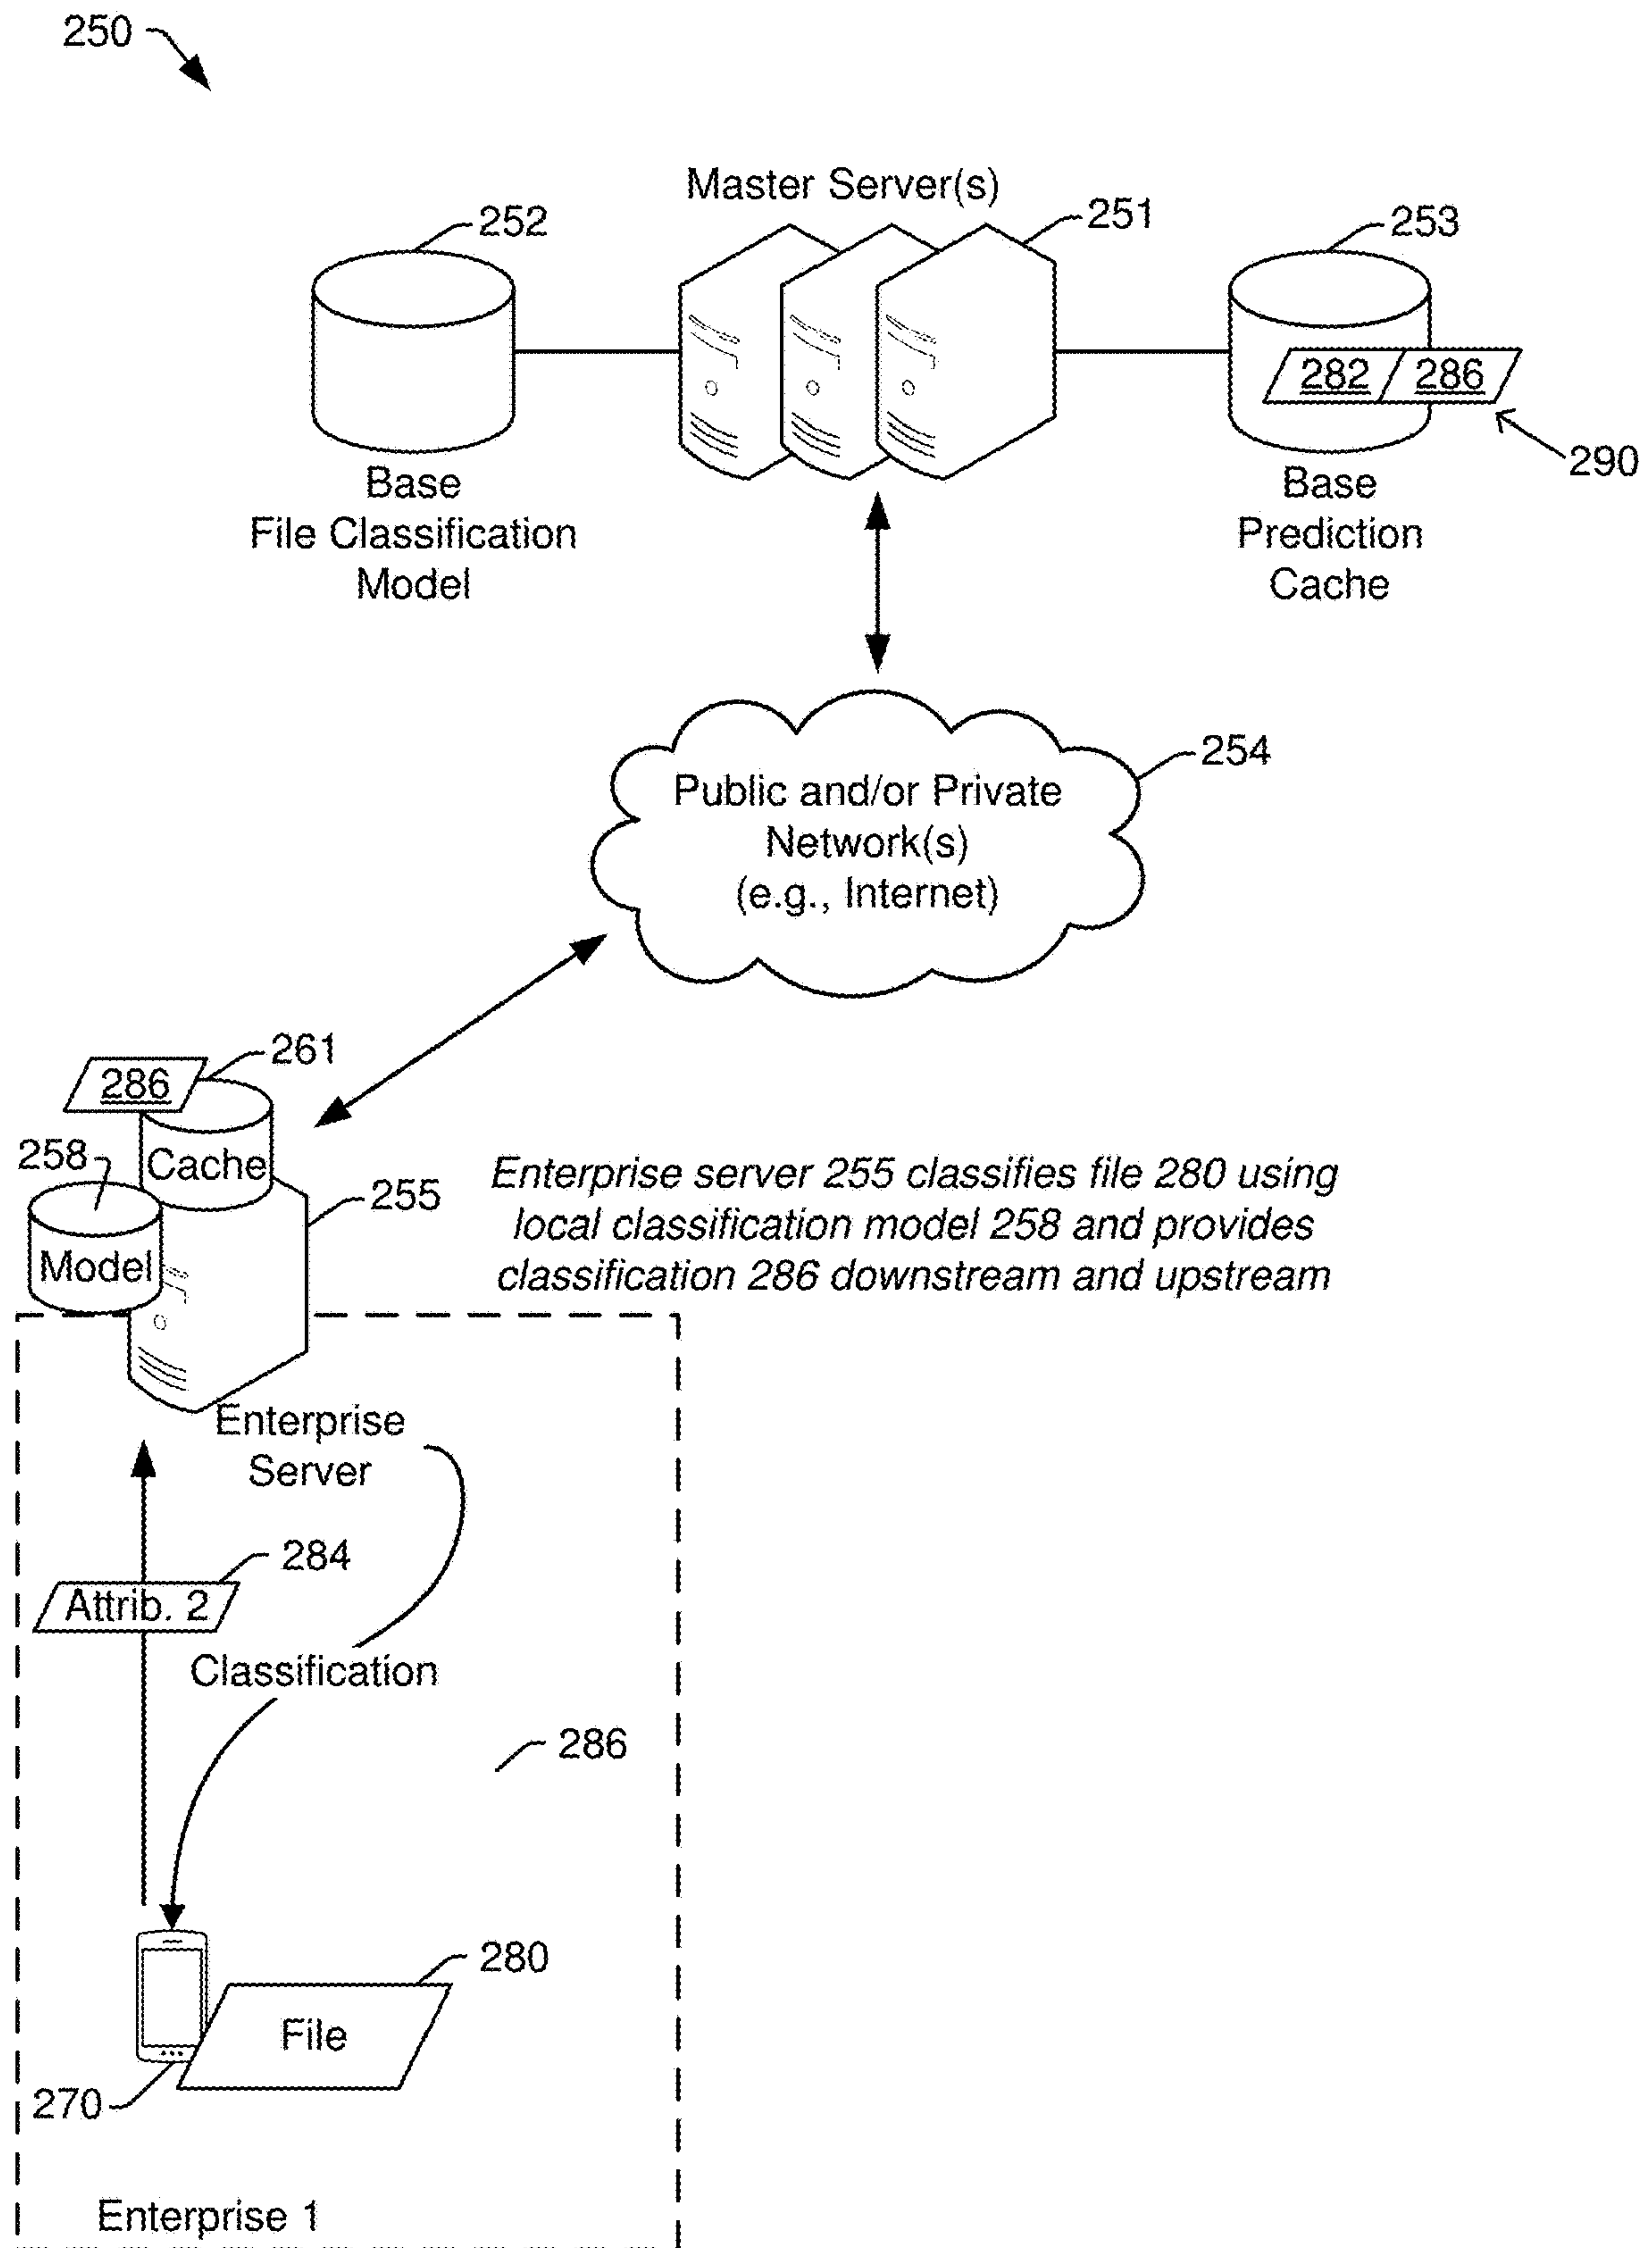 250
Master Server(s)
252
251
253
282 286
290
Base
File Classification
Model
Base
Prediction
Cache
254
Public and/or Private
Network(s)
(e.g., Internet)
261
286
258
Cache
255
Model
Enterprise server 255 classifies file 280 using
local classification model 258 and provides
classification 286 downstream and upstream
Enterprise
Server
284
Attrib. 2
Classification
286
280
File
270
Enterprise 1